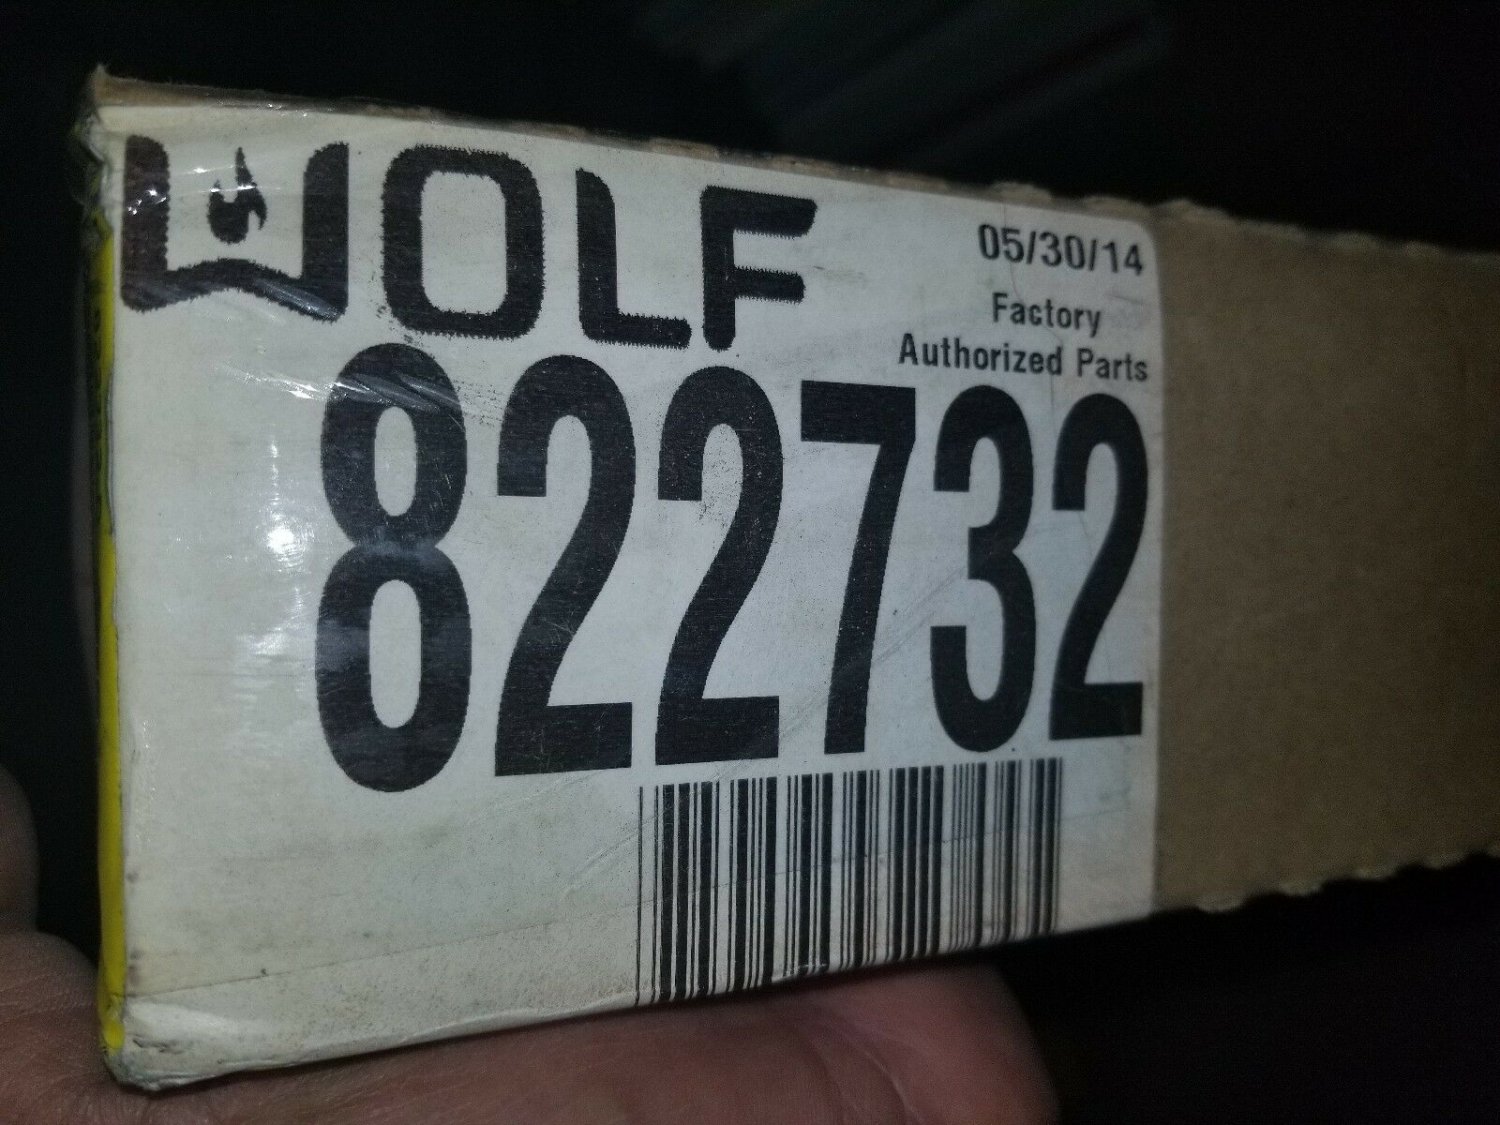 WOLF
05/30/14
Factory
Authorized Parts
822732